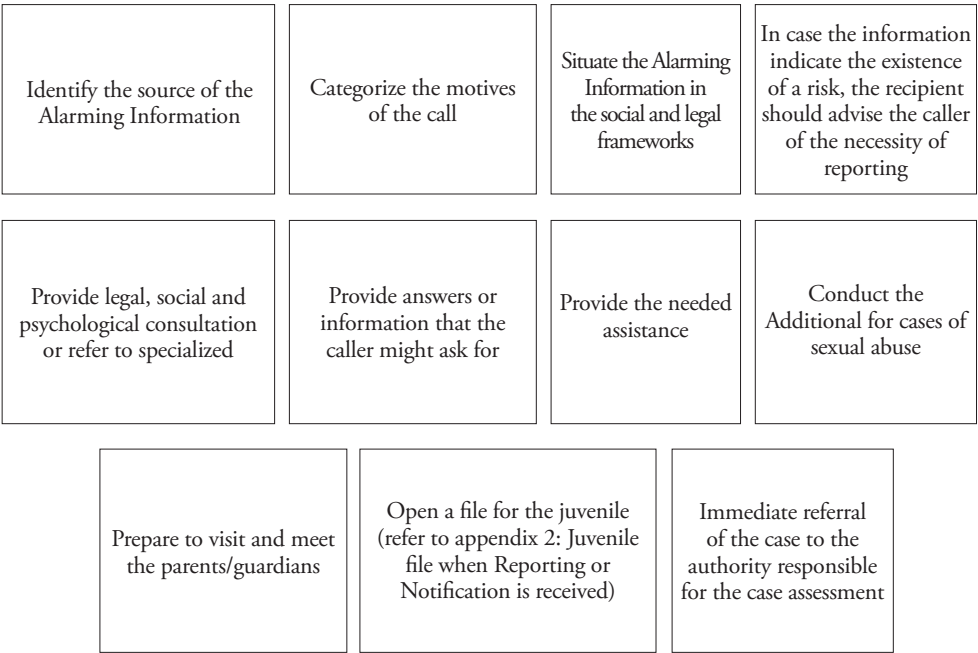 Identify the source of the
Alarming Information
Categorize the motives
of the call
Situate the Alarming
Information in
the social and legal
frameworks
In case the information
indicate the existence
of a risk, the recipient
should advise the caller
of the necessity of
reporting
Provide legal, social and
psychological consultation
or refer to specialized
Provide answers or
information that the
caller might ask for
Provide the needed
assistance
Conduct the
Additional for cases of
sexual abuse
Prepare to visit and meet
the parents/guardians
Open a file for the juvenile
(refer to appendix 2: Juvenile
file when Reporting or
Notification is received)
Immediate referral
of the case to the
authority responsible
for the case assessment